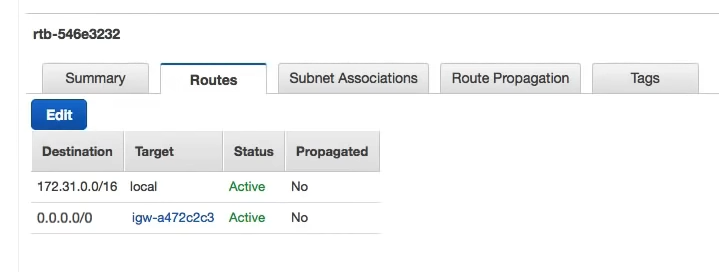 rtb-546e3232
Summary Routes Subnet Associations Route Propagation Tags
Edit
Destination Target Status Propagated
172.31.0.0/16 local Active No
0.0.0.0/0 igw-a472c2c3 Active No